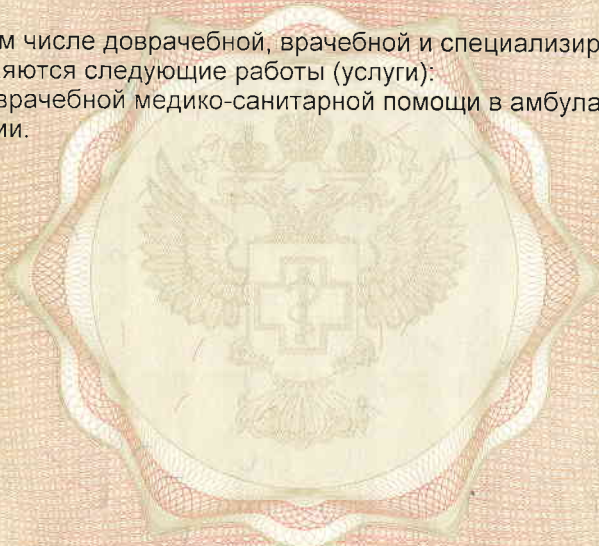 м числе доврачебной, врачебной и специализир
яются следующие работы (услуги):
врачебной медико-санитарной помощи в амбула
ии.